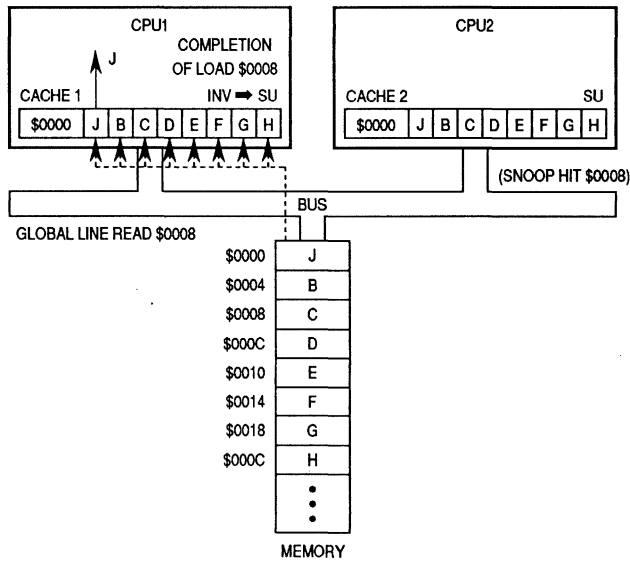 CPU1
J
COMPLETION
OF LOAD $0008
CACHE 1
INV ➡ SU
$0000 J B C D E F G H
CPU2
CACHE 2
SU
$0000 J B C D E F G H
(SNOOP HIT $0008)
BUS
GLOBAL LINE READ $0008
$0000 J
$0004 B
$0008 C
$000C D
$0010 E
$0014 F
$0018 G
$000C H
MEMORY